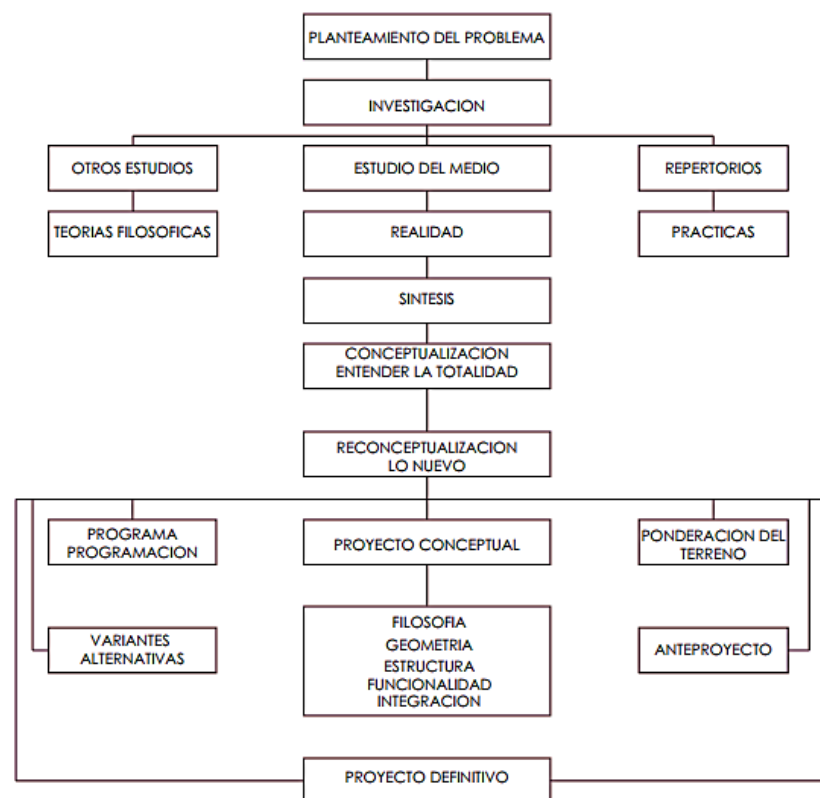 PLANTEAMIENTO DEL PROBLEMA
INVESTIGACION
OTROS ESTUDIOS
ESTUDIO DEL MEDIO
REPERTORIOS
TEORIAS FILOSOFICAS
REALIDAD
PRACTICAS
SINTESIS
CONCEPTUALIZACION
ENTENDER LA TOTALIDAD
RECONCEPTUALIZACION
LO NUEVO
PROGRAMA
PROGRAMACION
PROYECTO CONCEPTUAL
PONDERACION DEL
TERRENO
VARIANTES
ALTERNATIVAS
FILOSOFIA
GEOMETRIA
ESTRUCTURA
FUNCIONALIDAD
INTEGRACION
ANTEPROYECTO
PROYECTO DEFINITIVO